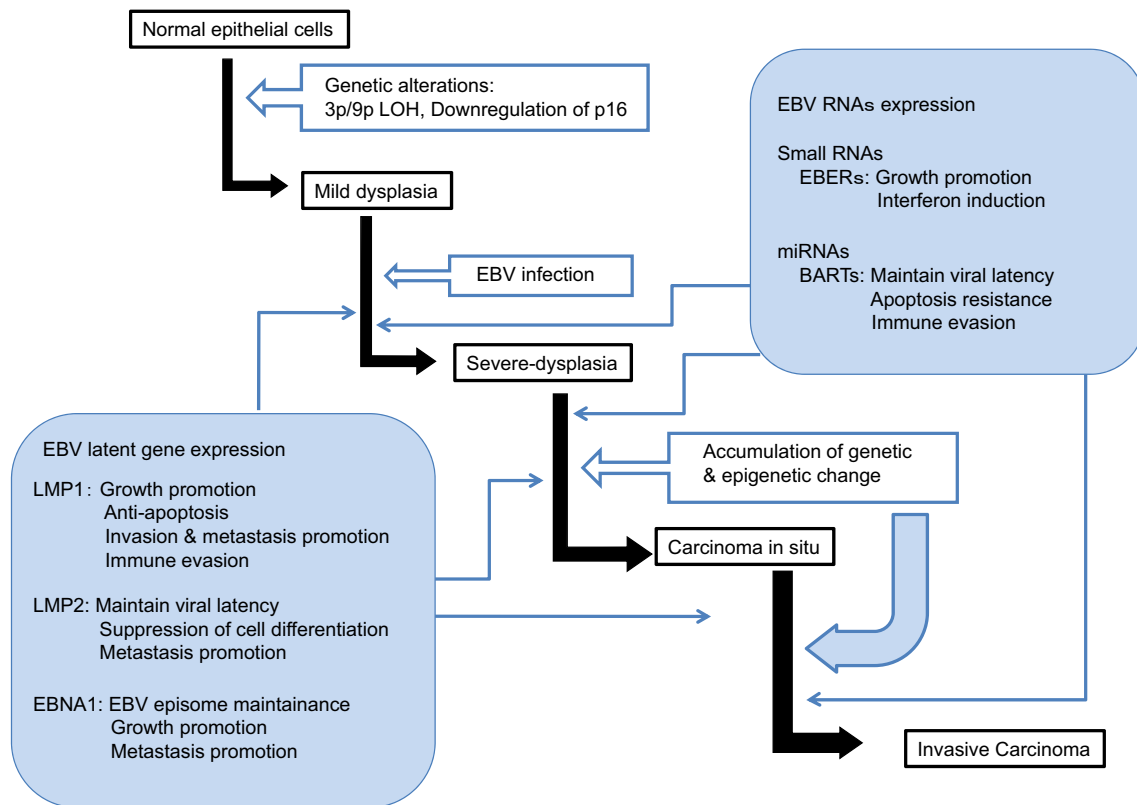 Normal epithelial cells
Genetic alterations:
3p/9p LOH, Downregulation of p16
Mild dysplasia
EBV infection
Severe-dysplasia
Accumulation of genetic
& epigenetic change
Carcinoma in situ
Invasive Carcinoma
EBV RNAs expression
Small RNAs
EBERs: Growth promotion
Interferon induction
miRNAs
BARTs: Maintain viral latency
Apoptosis resistance
Immune evasion
EBV latent gene expression
LMP1: Growth promotion
Anti-apoptosis
Invasion & metastasis promotion
Immune evasion
LMP2: Maintain viral latency
Suppression of cell differentiation
Metastasis promotion
EBNA1: EBV episome maintainance
Growth promotion
Metastasis promotion